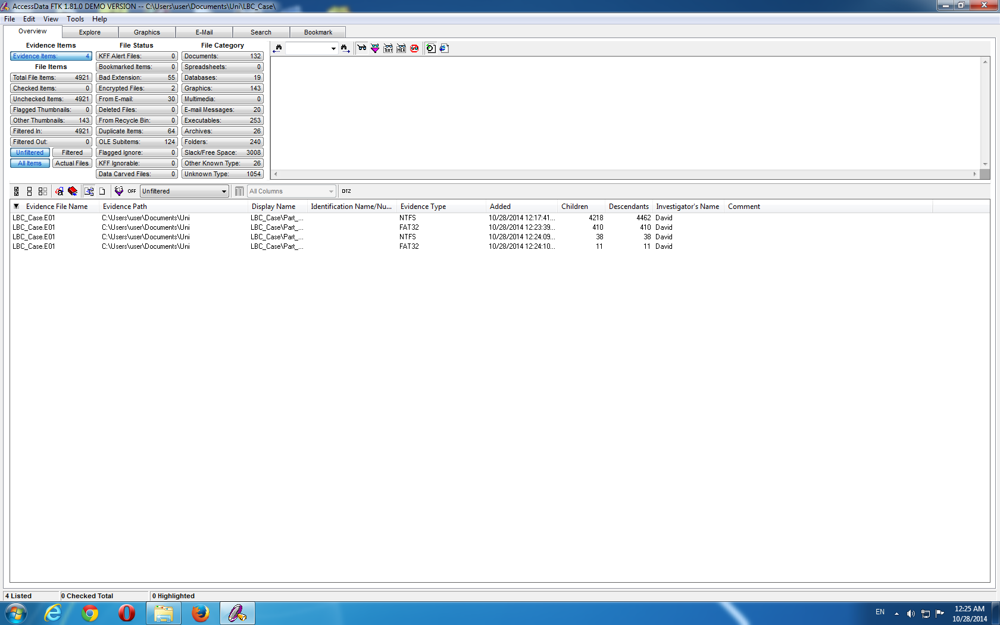 AccessData FTK 1.81.0 DEMO VERSION -- C:\Users\user\Documents\Uni\LBC_Case\
File Edit View Tools Help
Overview Explore Graphics E-Mail Search Bookmark
Evidence Items File Status File Category
Evidence Items: 4 KFF Alert Files: 0 Documents: 132
File Items Bookmarked Items: 0 Spreadsheets: 0
Total File Items: 4921 Bad Extension: 55 Databases: 19
Checked Items: 0 Encrypted Files: 2 Graphics: 143
Unchecked Items: 4921 From E-mail: 30 Multimedia: 0
Flagged Thumbnails: 0 Deleted Files: 0 E-mail Messages: 20
Other Thumbnails: 143 From Recycle Bin: 0 Executables: 253
Filtered In: 4921 Duplicate Items: 64 Archives: 26
Filtered Out: 0 OLE Subitems: 124 Folders: 240
Unfiltered Filtered Flagged Ignore: 0 Slack/Free Space: 3008
All Items Actual Files KFF Ignorable: 0 Other Known Type: 26
Data Carved Files: 0 Unknown Type: 1054
TEXT HEX
OFF Unfiltered All Columns DTZ
Evidence File Name Evidence Path Display Name Identification Name/Nu... Evidence Type Added Children Descendants Investigator's Name Comment
LBC_Case.E01 C:\Users\user\Documents\Uni LBC_Case\Part_... NTFS 10/28/2014 12:17:41... 4218 4462 David
LBC_Case.E01 C:\Users\user\Documents\Uni LBC_Case\Part_... FAT32 10/28/2014 12:23:39... 410 410 David
LBC_Case.E01 C:\Users\user\Documents\Uni LBC_Case\Part_... NTFS 10/28/2014 12:24:09... 38 38 David
LBC_Case.E01 C:\Users\user\Documents\Uni LBC_Case\Part_... FAT32 10/28/2014 12:24:10... 11 11 David
4 Listed 0 Checked Total 0 Highlighted
EN 12:25 AM
10/28/2014